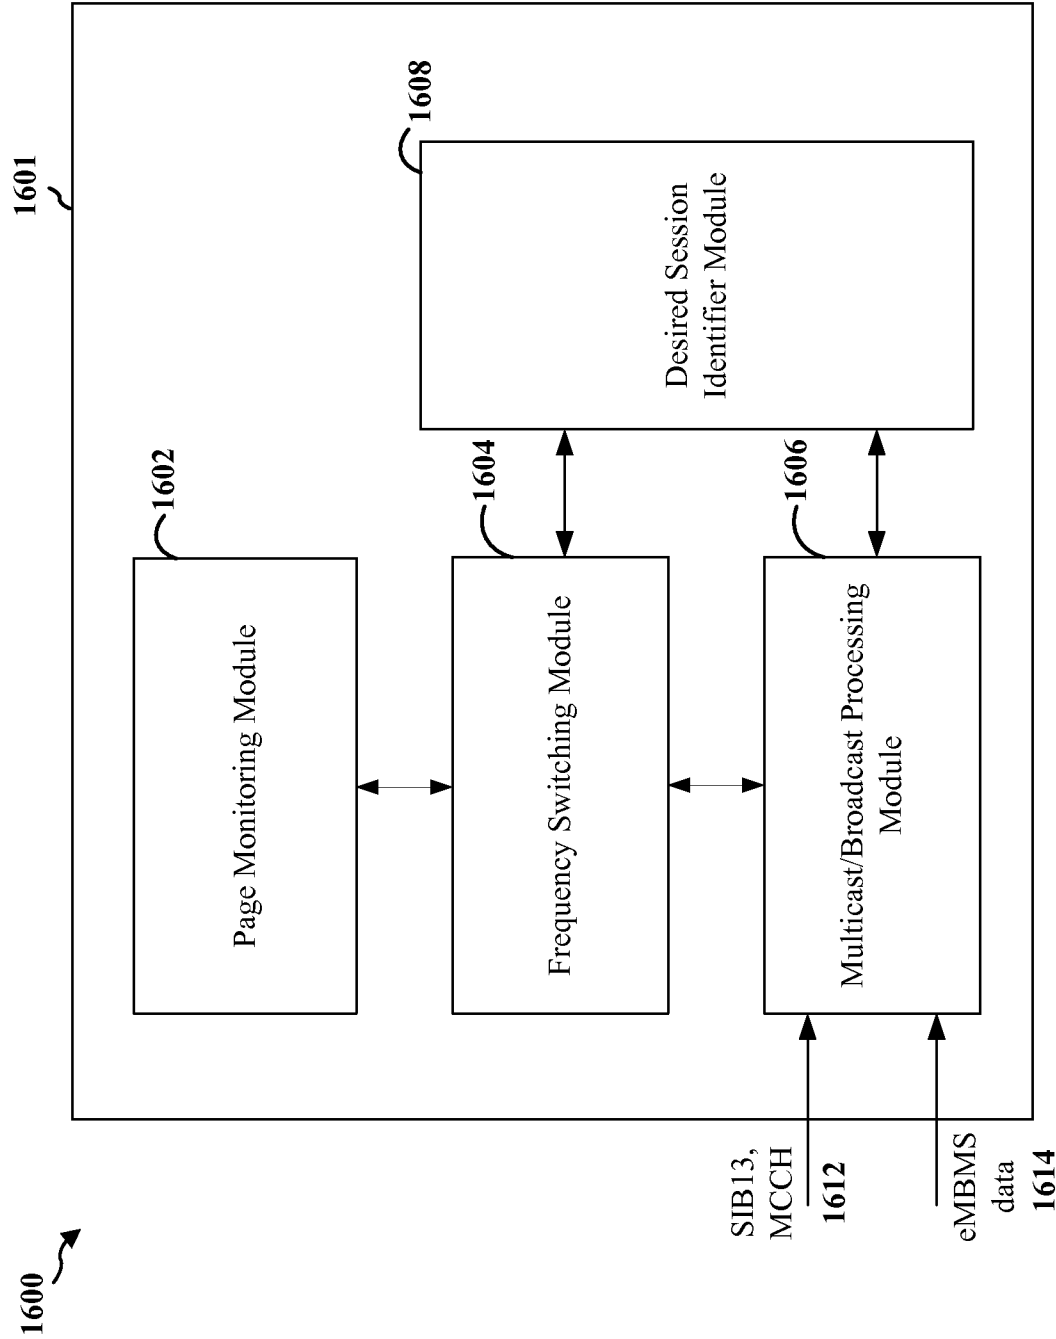 1600
1601
1602
Page Monitoring Module
1604
Frequency Switching Module
1606
Multicast/Broadcast Processing
Module
1608
Desired Session
Identifier Module
SIB13,
MCCH
1612
eMBMS
data
1614